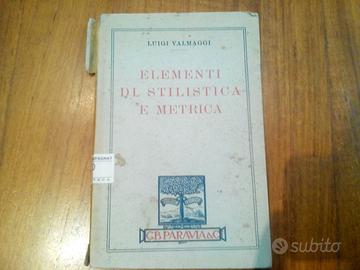 LUIGI VALMAGGI
ELEMENTI
DI STILISTICA
E METRICA
G.B. PARAVIA & C.
subito